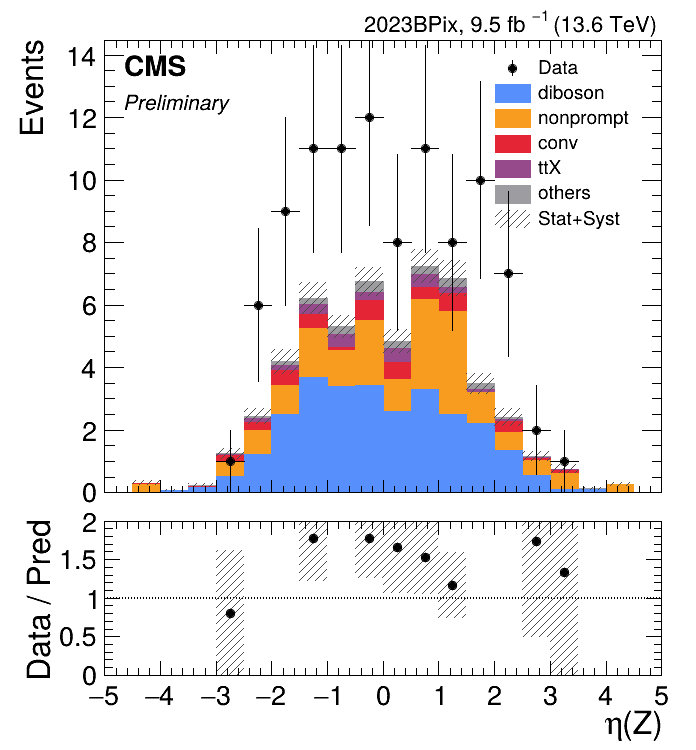 2023BPix, 9.5 fb⁻¹ (13.6 TeV)
CMS
Preliminary
Events
14
12
10
8
6
4
2
0
Data
diboson
nonprompt
conv
ttX
others
Stat+Syst
Data / Pred
2
1.5
1
0.5
0
−5 −4 −3 −2 −1 0 1 2 3 4 5
η(Z)